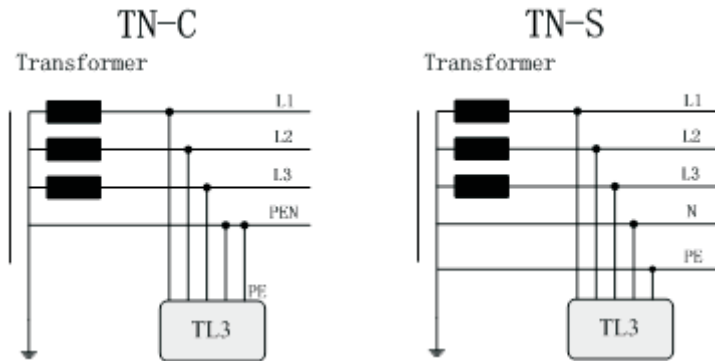 TN-C
Transformer
L1
L2
L3
PEN
PE
TL3
TN-S
Transformer
L1
L2
L3
N
PE
TL3